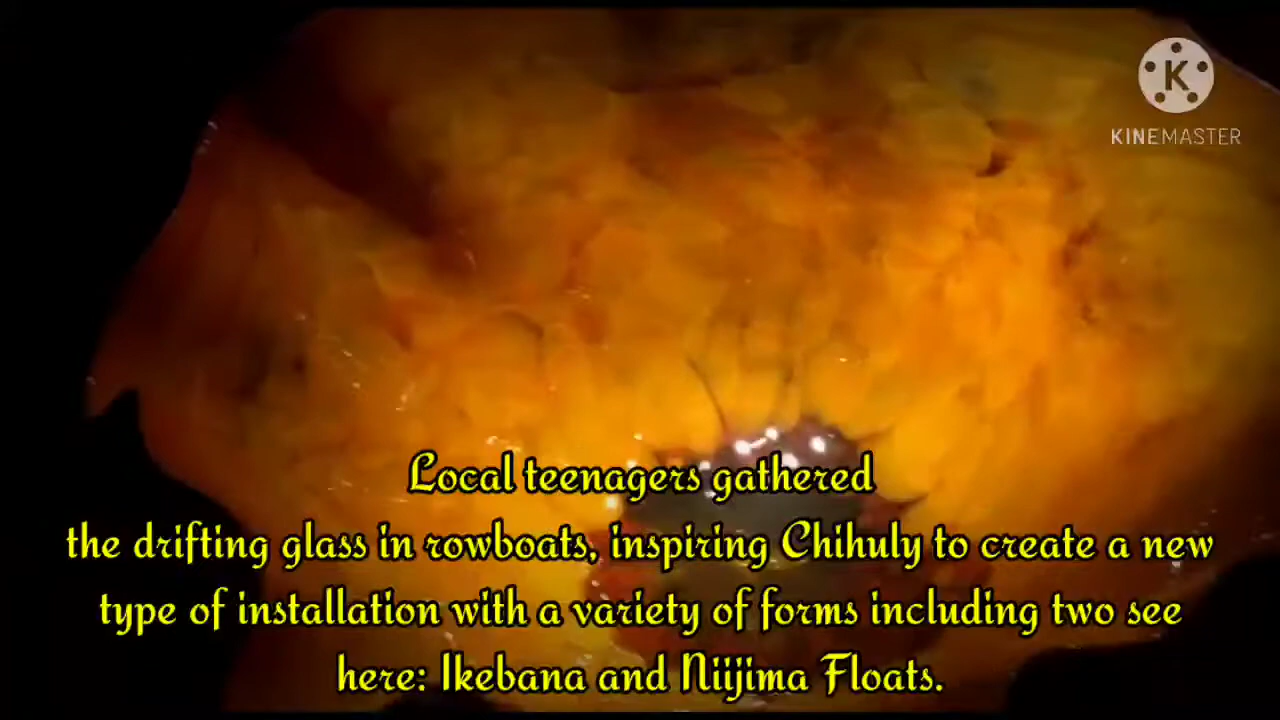 K
KINEMASTER
Local teenagers gathered
the drifting glass in rowboats, inspiring Chihuly to create a new
type of installation with a variety of forms including two see
here: Ikebana and Niijima Floats.